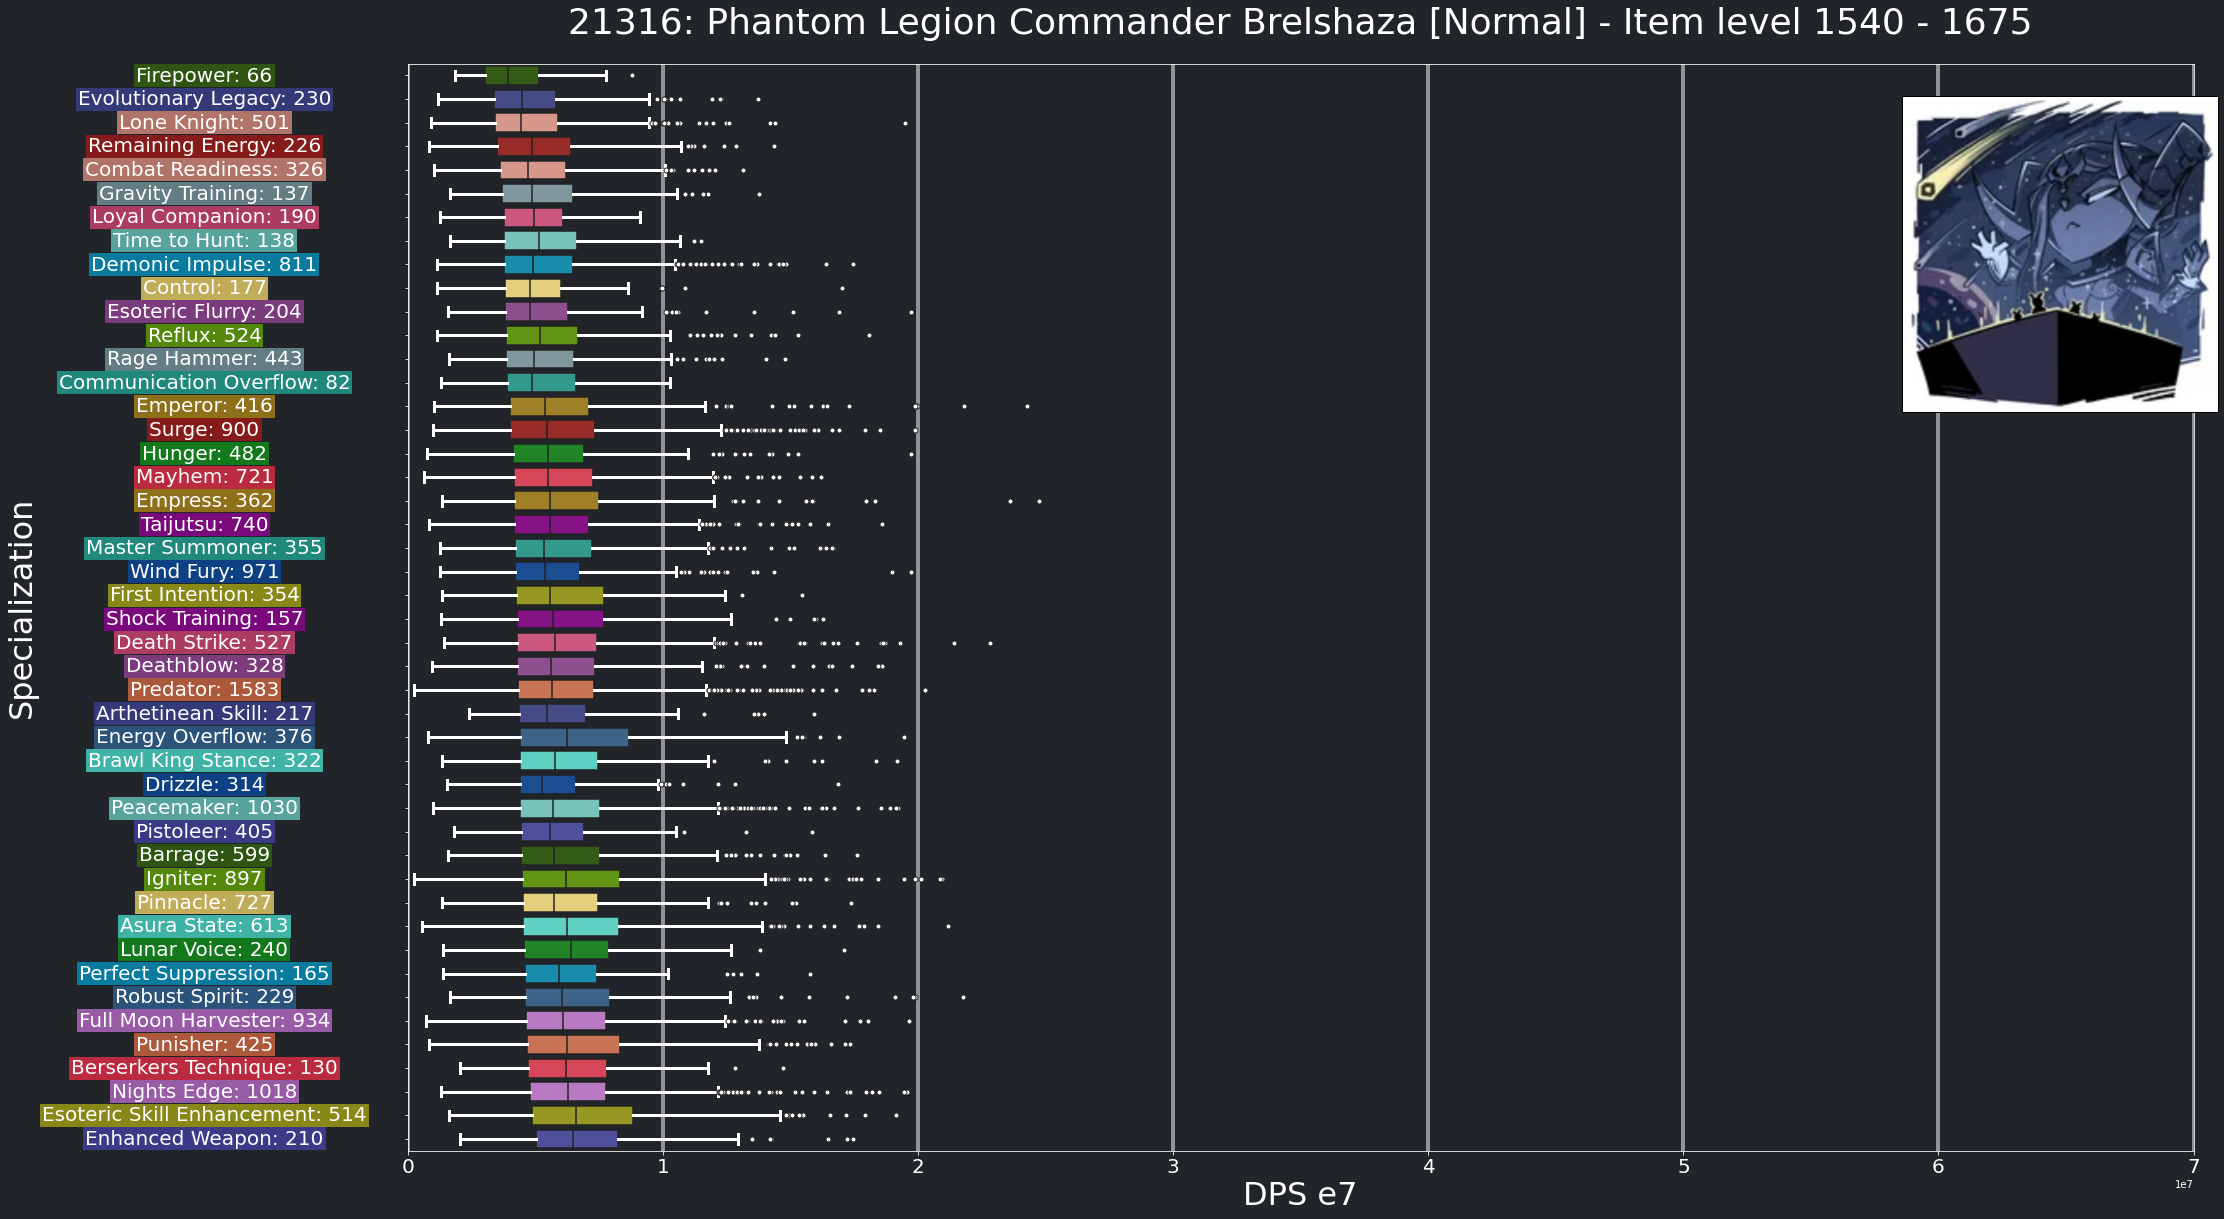 21316: Phantom Legion Commander Brelshaza [Normal] - Item level 1540 - 1675
Specialization
Firepower: 66
Evolutionary Legacy: 230
Lone Knight: 501
Remaining Energy: 226
Combat Readiness: 326
Gravity Training: 137
Loyal Companion: 190
Time to Hunt: 138
Demonic Impulse: 811
Control: 177
Esoteric Flurry: 204
Reflux: 524
Rage Hammer: 443
Communication Overflow: 82
Emperor: 416
Surge: 900
Hunger: 482
Mayhem: 721
Empress: 362
Taijutsu: 740
Master Summoner: 355
Wind Fury: 971
First Intention: 354
Shock Training: 157
Death Strike: 527
Deathblow: 328
Predator: 1583
Arthetinean Skill: 217
Energy Overflow: 376
Brawl King Stance: 322
Drizzle: 314
Peacemaker: 1030
Pistoleer: 405
Barrage: 599
Igniter: 897
Pinnacle: 727
Asura State: 613
Lunar Voice: 240
Perfect Suppression: 165
Robust Spirit: 229
Full Moon Harvester: 934
Punisher: 425
Berserkers Technique: 130
Nights Edge: 1018
Esoteric Skill Enhancement: 514
Enhanced Weapon: 210
0 1 2 3 4 5 6 7
1e7
DPS e7